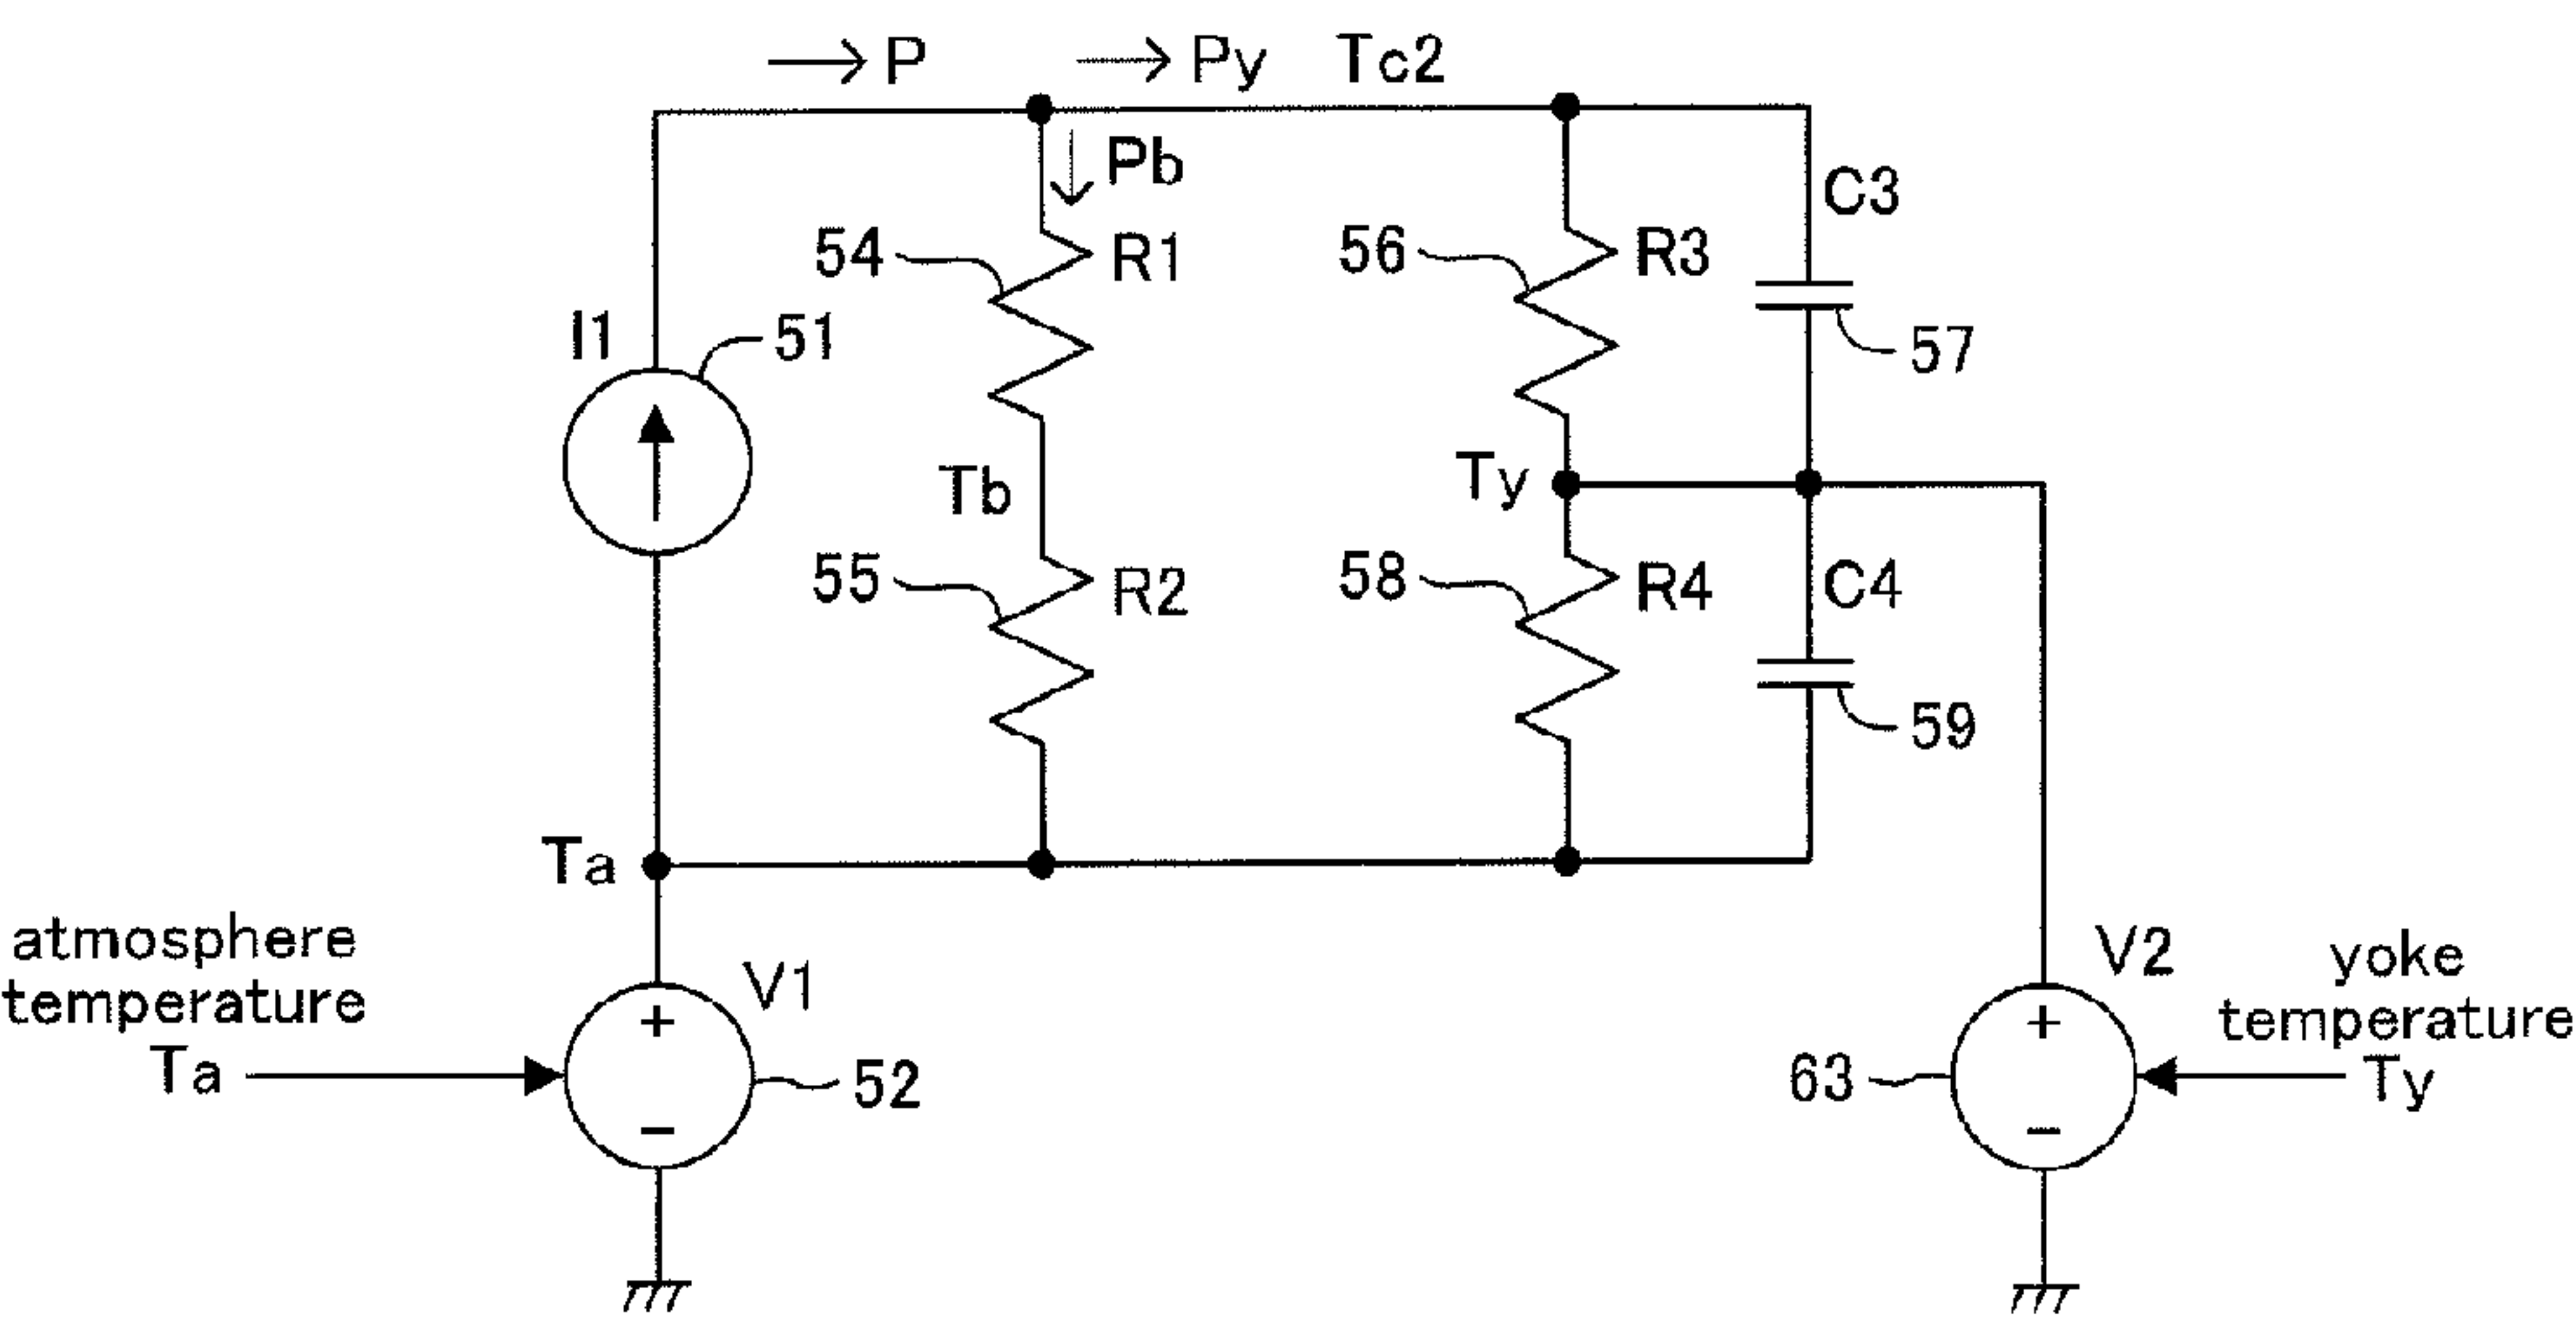 → P
→ Py
Tc2
Pb
C3
54
R1
56
R3
I1
51
57
Tb
Ty
55
R2
58
R4
C4
59
Ta
atmosphere
temperature
Ta
V1
+
−
52
V2
+
−
63
yoke
temperature
Ty